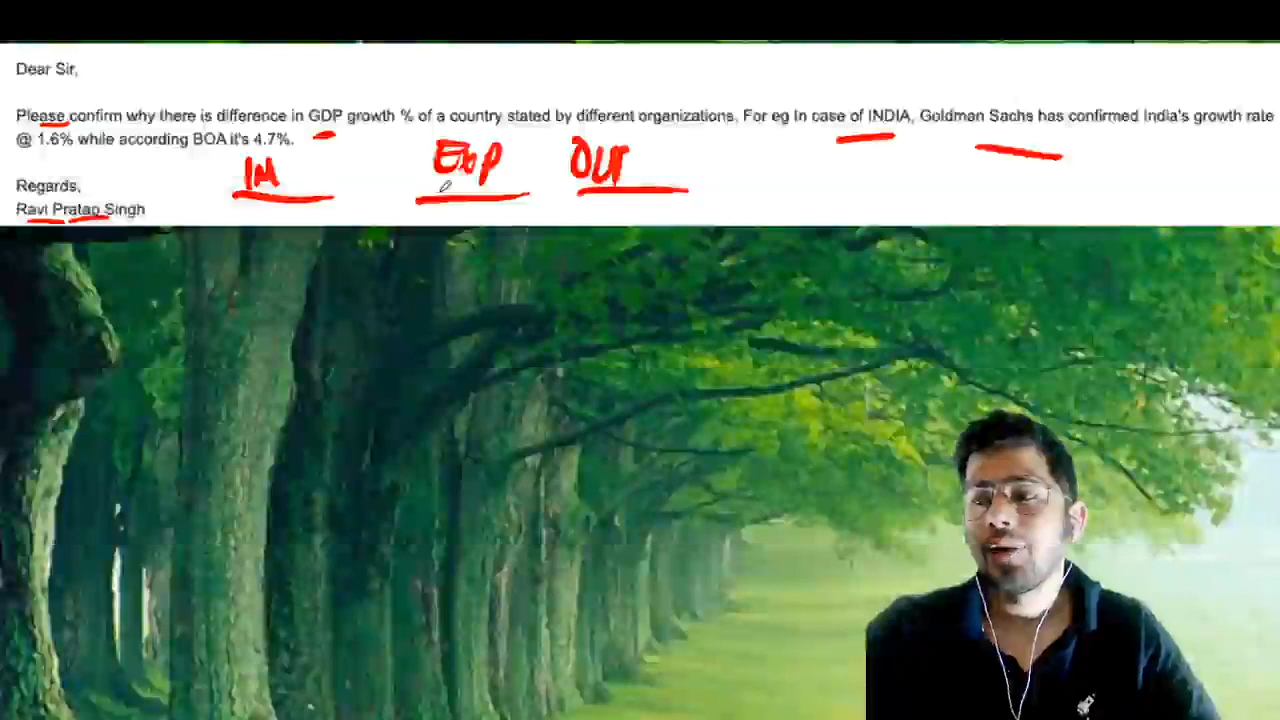 Dear Sir,
Please confirm why there is difference in GDP growth % of a country stated by different organizations. For eg In case of INDIA, Goldman Sachs has confirmed India's growth rate
@ 1.6% while according BOA it's 4.7%.
Exp
Regards,
Ravi Pratap Singh